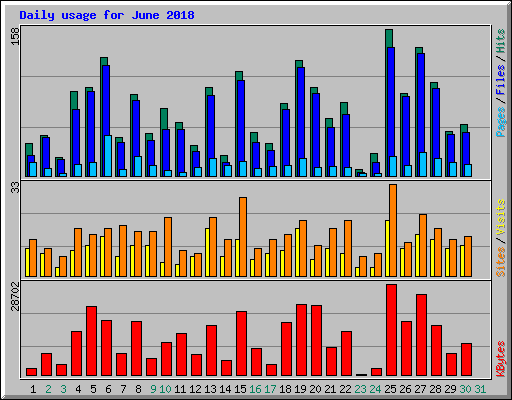 Daily usage for June 2018
158
Pages / Files / Hits
33
Sites / Visits
28702
KBytes
1 2 3 4 5 6 7 8 9 10 11 12 13 14 15 16 17 18 19 20 21 22 23 24 25 26 27 28 29 30 31